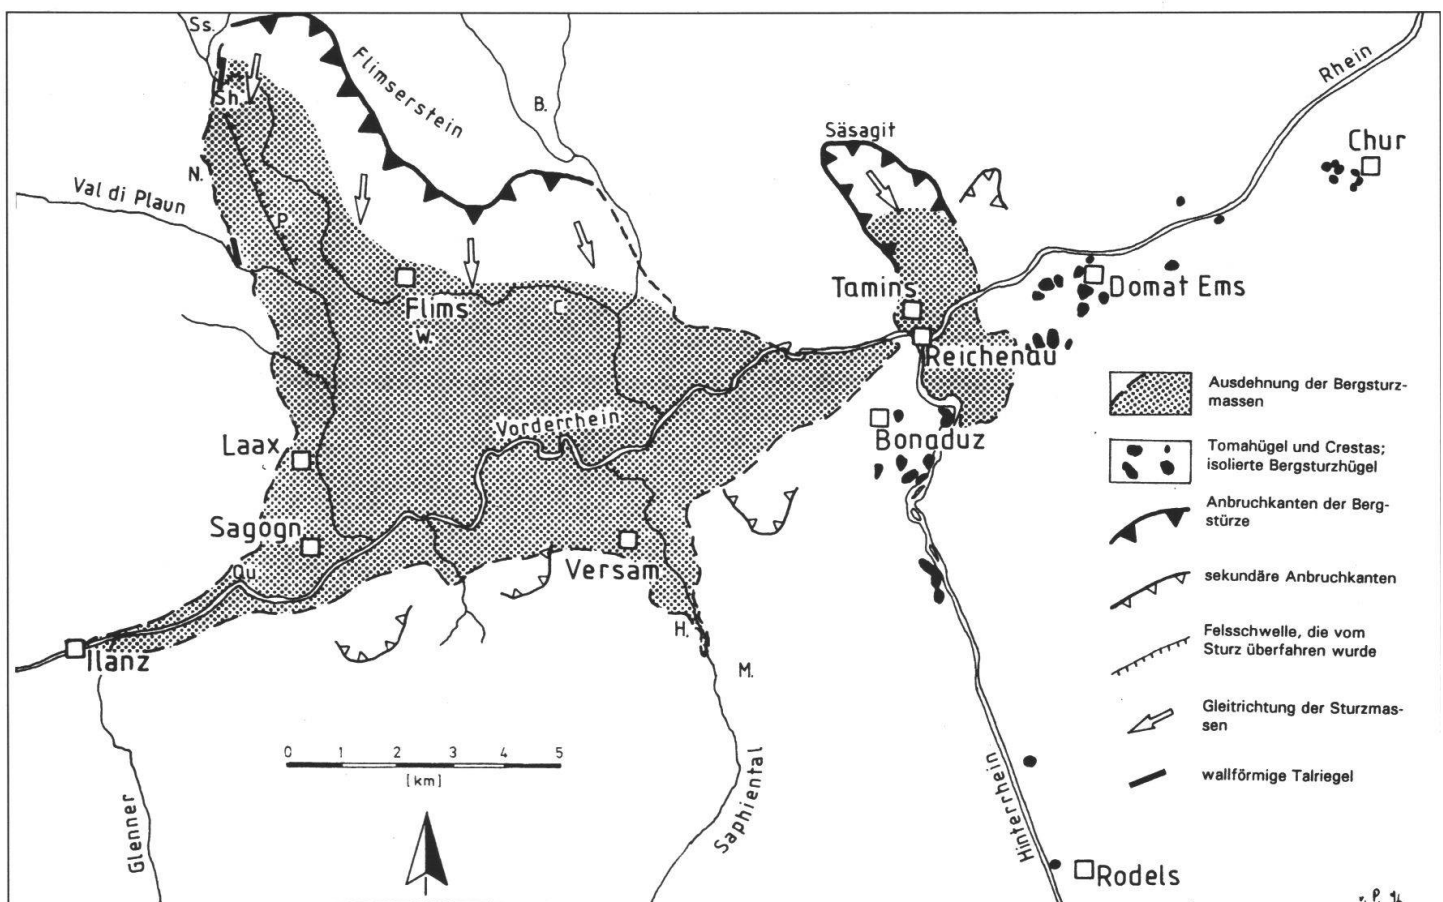 Ss.
Flimserstein
B.
Rhein
Säsagit
Chur
Sh.
N.
Val di Plaun
P.
Tamins
Domat Ems
Flims
W.
C.
Reichenau
Vorderrhein
Bonaduz
Laax
Sagogn
Qu.
Versam
H.
M.
Ilanz
0 1 2 3 4 5
[km]
Glenner
Saphiental
Hinterrhein
Rodels
Ausdehnung der Bergsturz-
massen
Tomahügel und Crestas;
isolierte Bergsturzhügel
Anbruchkanten der Berg-
stürze
sekundäre Anbruchkanten
Felsschwelle, die vom
Sturz überfahren wurde
Gleitrichtung der Sturzmas-
sen
wallförmige Talriegel